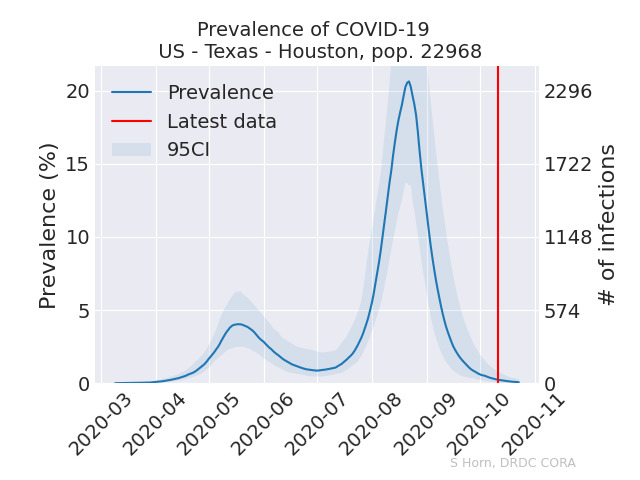 Prevalence of COVID-19
US - Texas - Houston, pop. 22968
Prevalence
Latest data
95CI
Prevalence (%)
20
15
10
5
0
2296
1722
1148
574
0
# of infections
2020-03
2020-04
2020-05
2020-06
2020-07
2020-08
2020-09
2020-10
2020-11
S Horn, DRDC CORA